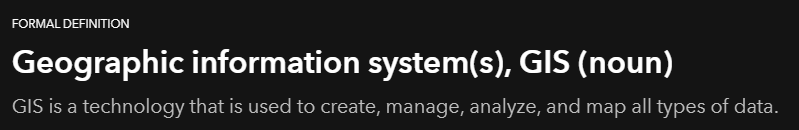 FORMAL DEFINITION
Geographic information system(s), GIS (noun)
GIS is a technology that is used to create, manage, analyze, and map all types of data.